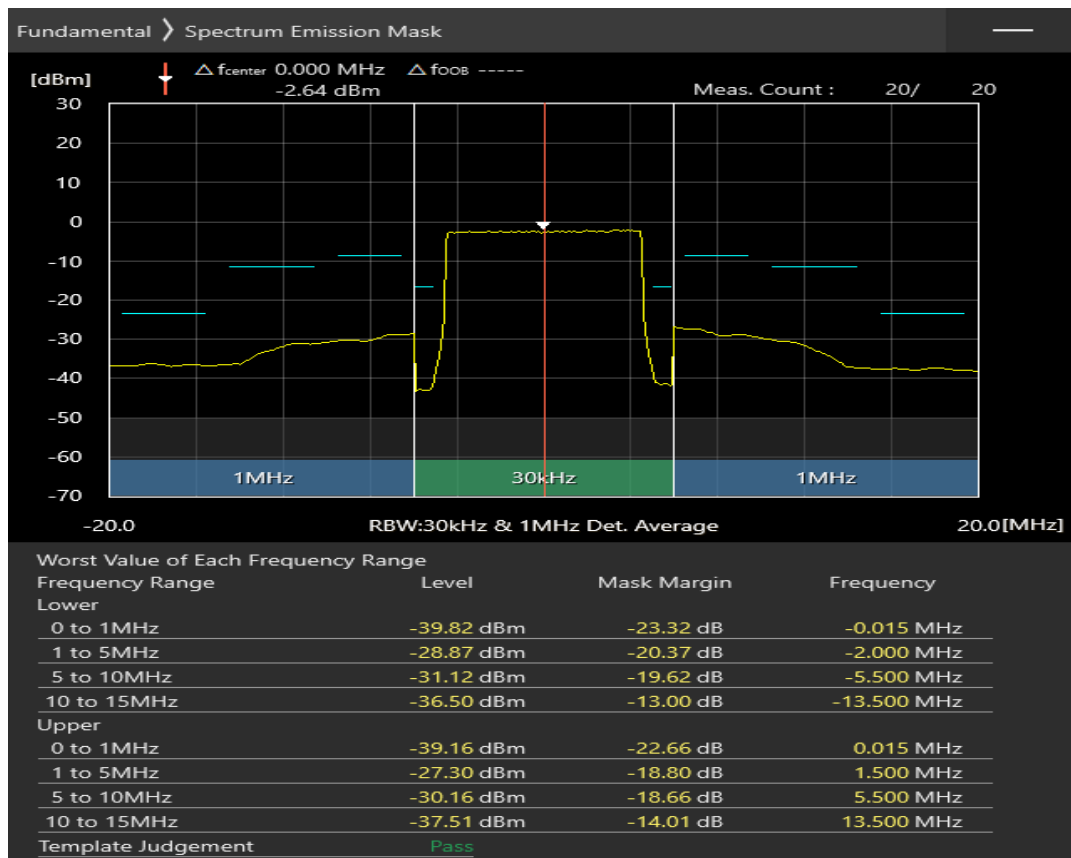 Fundamental 》 Spectrum Emission Mask
[dBm] △ fcenter 0.000 MHz △ fOOB -----
-2.64 dBm Meas. Count : 20/ 20
30
20
10
0
-10
-20
-30
-40
-50
-60
1MHz 30kHz 1MHz
-70
-20.0 RBW:30kHz & 1MHz Det. Average 20.0[MHz]
Worst Value of Each Frequency Range
Frequency Range Level Mask Margin Frequency
Lower
0 to 1MHz -39.82 dBm -23.32 dB -0.015 MHz
1 to 5MHz -28.87 dBm -20.37 dB -2.000 MHz
5 to 10MHz -31.12 dBm -19.62 dB -5.500 MHz
10 to 15MHz -36.50 dBm -13.00 dB -13.500 MHz
Upper
0 to 1MHz -39.16 dBm -22.66 dB 0.015 MHz
1 to 5MHz -27.30 dBm -18.80 dB 1.500 MHz
5 to 10MHz -30.16 dBm -18.66 dB 5.500 MHz
10 to 15MHz -37.51 dBm -14.01 dB 13.500 MHz
Template Judgement Pass